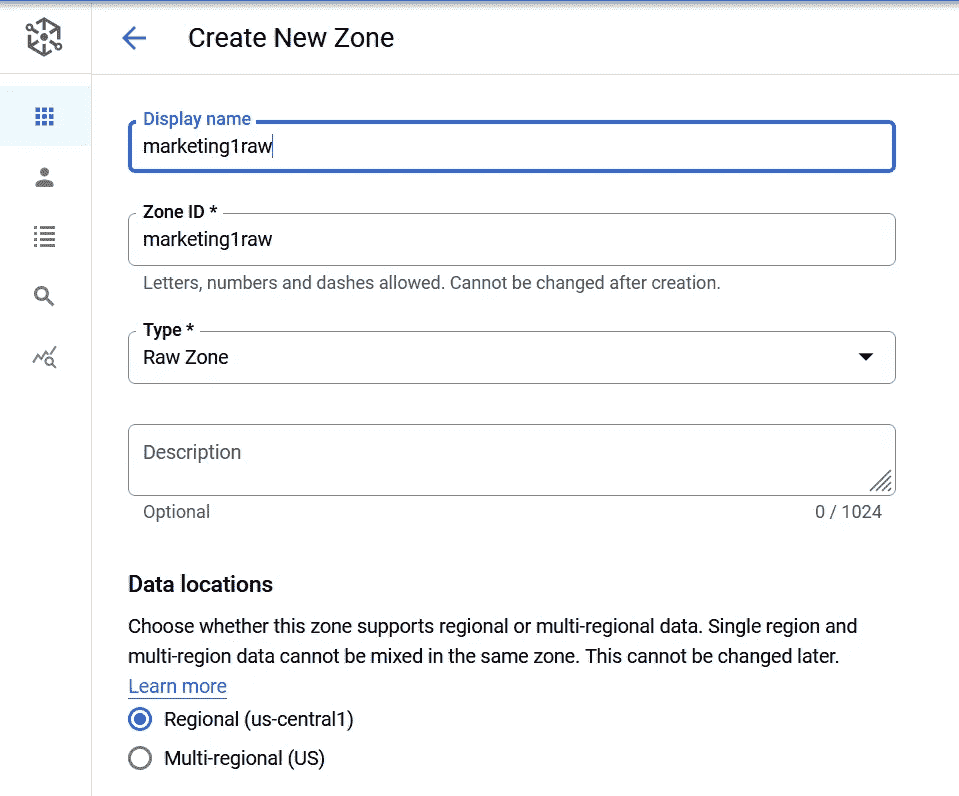 Create New Zone
Display name
marketing1raw
Zone ID *
marketing1raw
Letters, numbers and dashes allowed. Cannot be changed after creation.
Type *
Raw Zone
Description
Optional
0 / 1024
Data locations
Choose whether this zone supports regional or multi-regional data. Single region and
multi-region data cannot be mixed in the same zone. This cannot be changed later.
Learn more
Regional (us-central1)
Multi-regional (US)